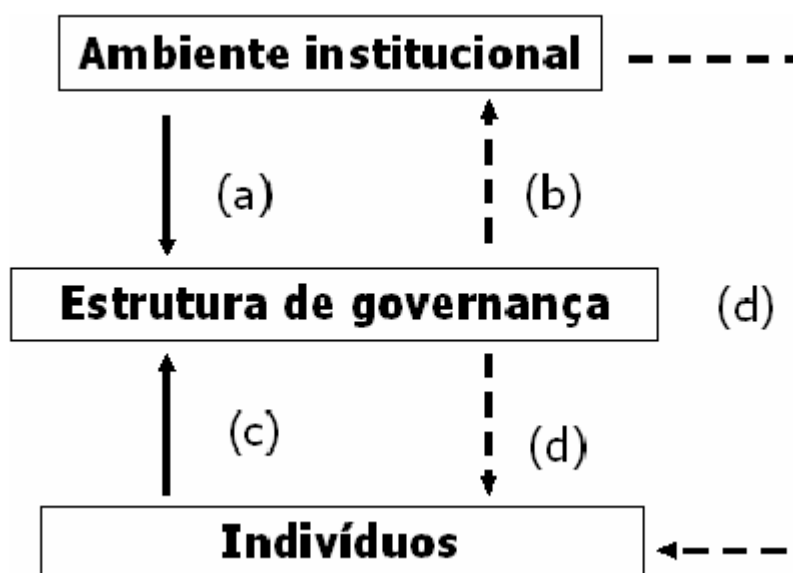 Ambiente institucional
(a)
(b)
Estrutura de governança
(d)
(c)
(d)
Indivíduos